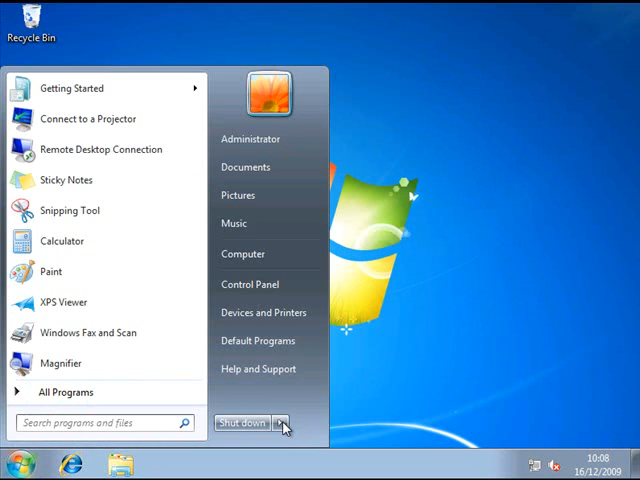 Recycle Bin
Getting Started
Connect to a Projector
Remote Desktop Connection
Sticky Notes
Snipping Tool
Calculator
Paint
XPS Viewer
Windows Fax and Scan
Magnifier
All Programs
Search programs and files
Administrator
Documents
Pictures
Music
Computer
Control Panel
Devices and Printers
Default Programs
Help and Support
Shut down
10:08
16/12/2009